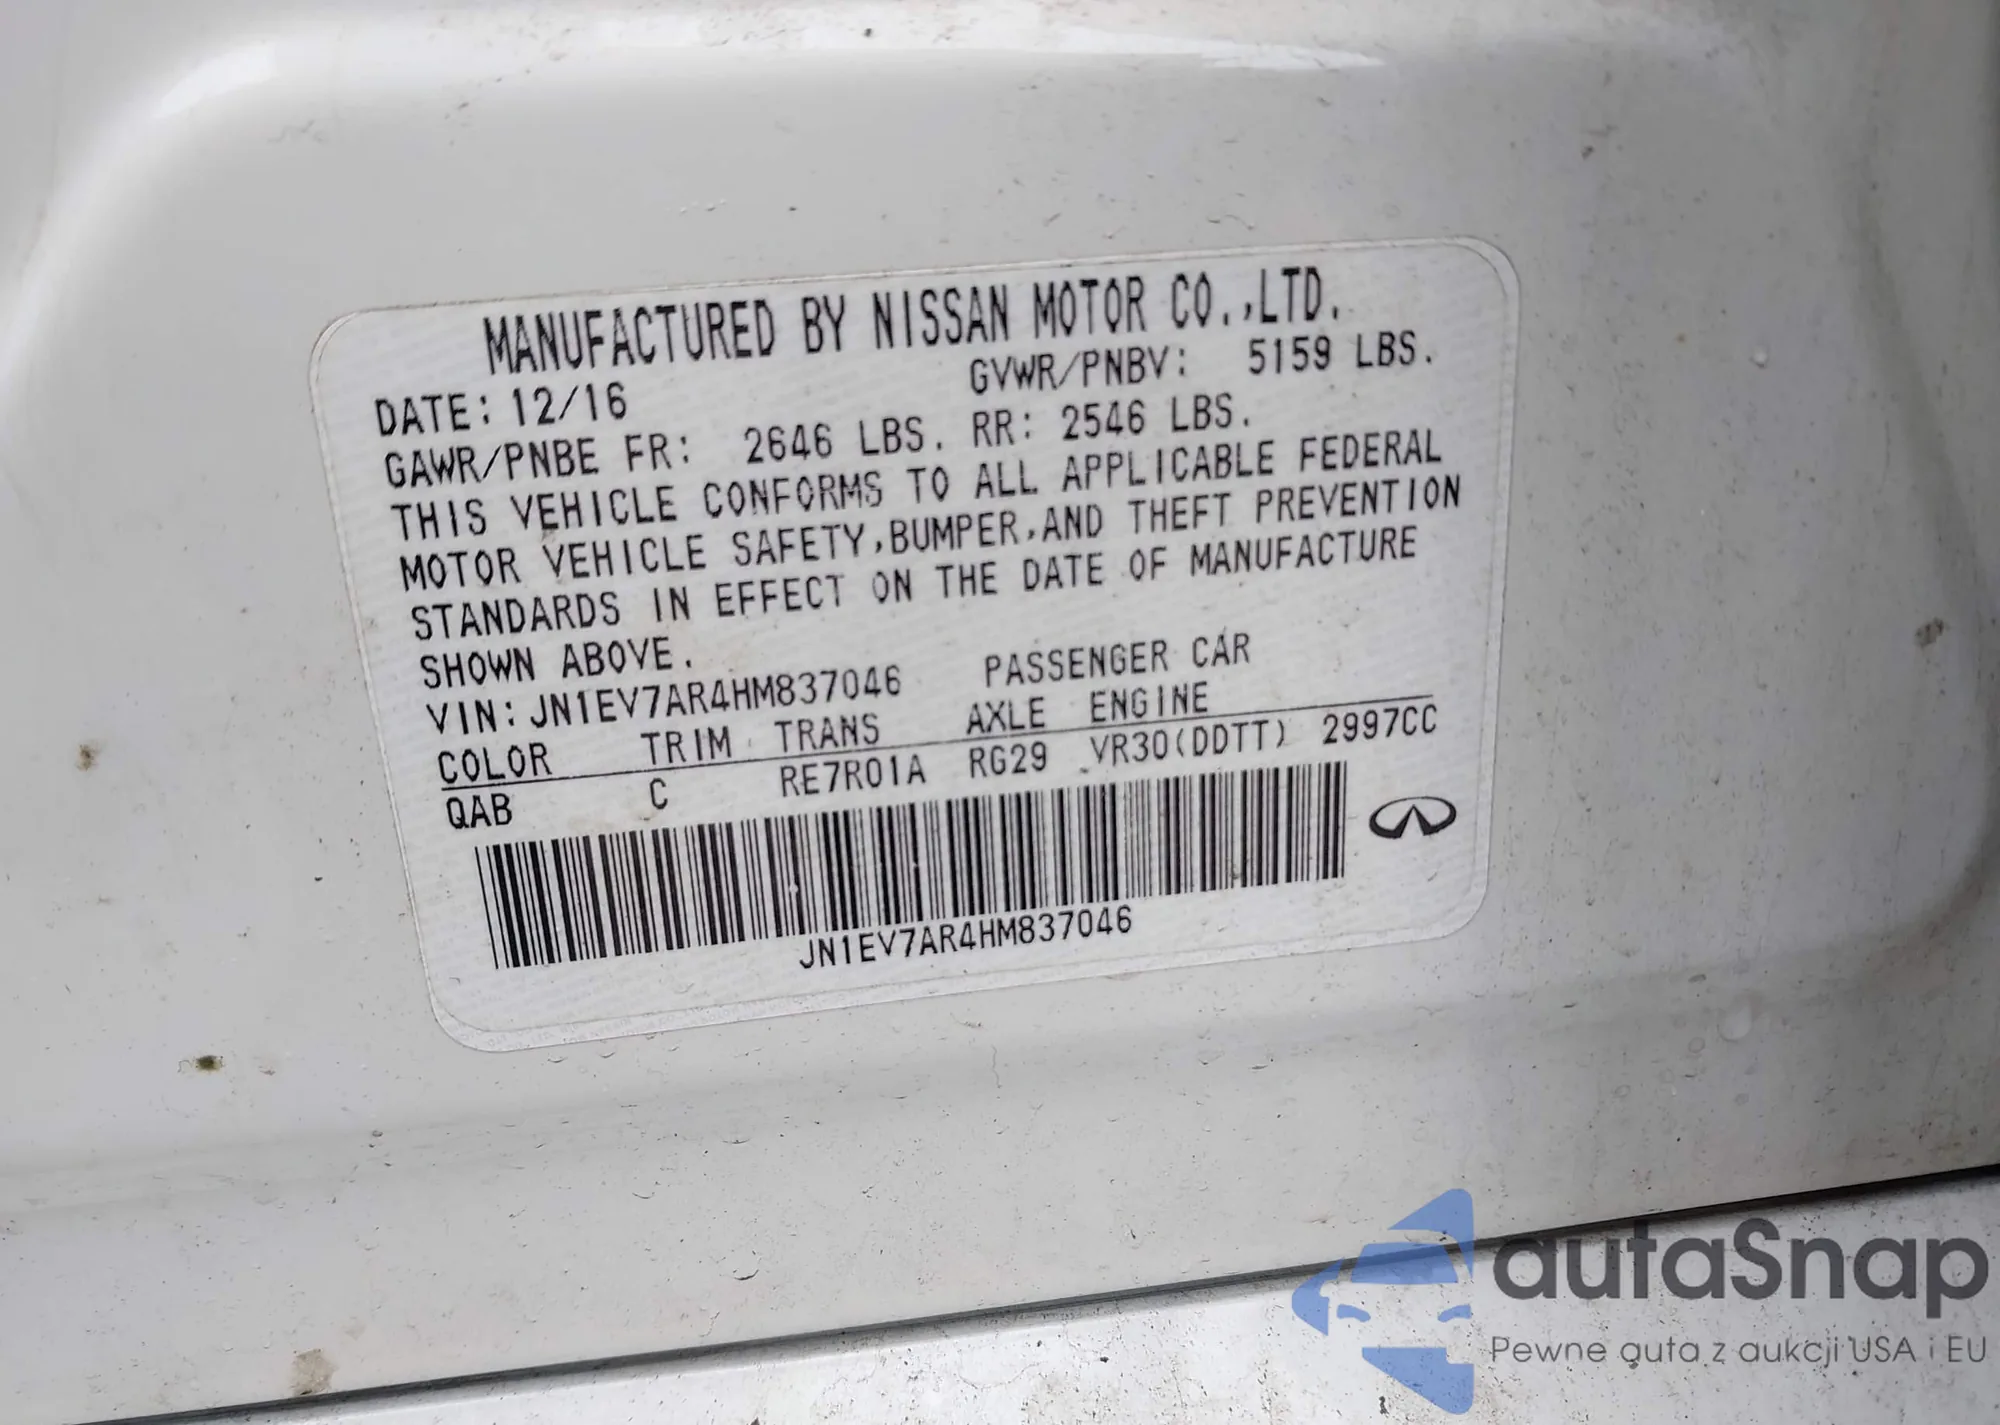 MANUFACTURED BY NISSAN MOTOR CO.,LTD.
DATE: 12/16 GVWR/PNBV: 5159 LBS.
GAWR/PNBE FR: 2646 LBS. RR: 2546 LBS.
THIS VEHICLE CONFORMS TO ALL APPLICABLE FEDERAL
MOTOR VEHICLE SAFETY,BUMPER,AND THEFT PREVENTION
STANDARDS IN EFFECT ON THE DATE OF MANUFACTURE
SHOWN ABOVE.
VIN: JN1EV7AR4HM837046 PASSENGER CAR
COLOR TRIM TRANS AXLE ENGINE
QAB C RE7R01A RG29 VR30(DDTT) 2997CC
JN1EV7AR4HM837046
autaSnap
Pewne auta z aukcji USA i EU